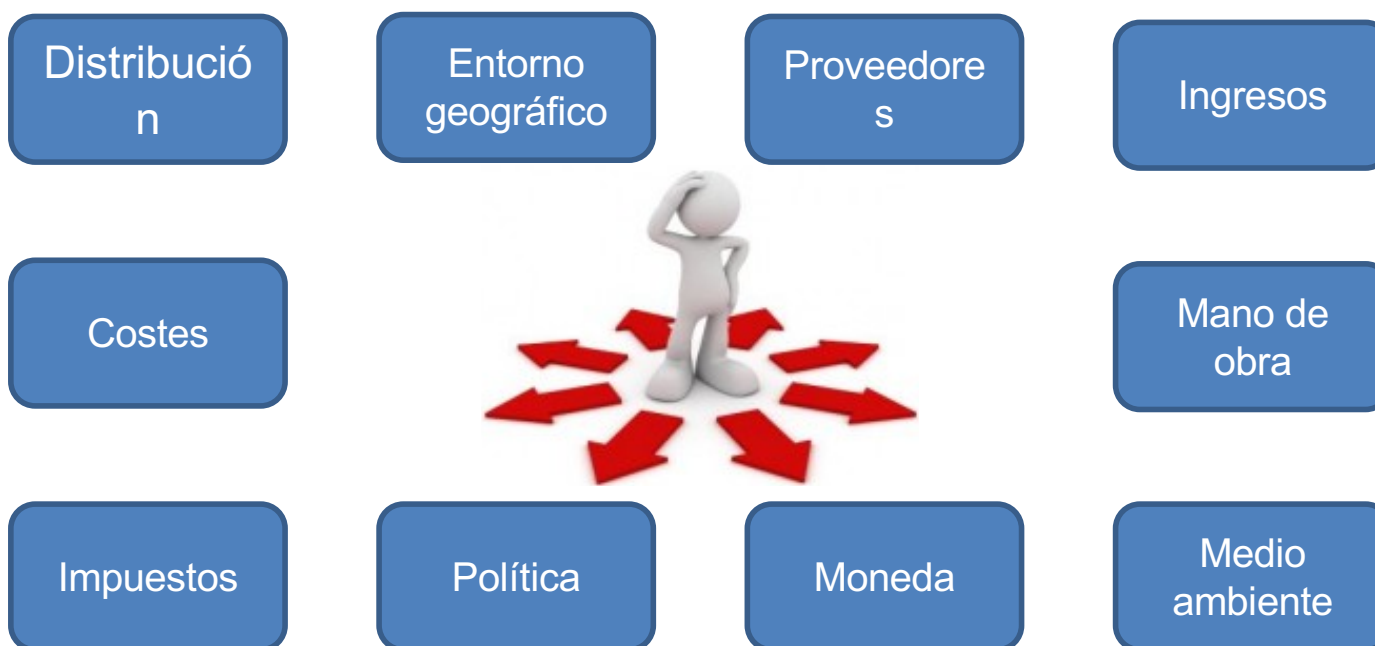 Distribució
n
Entorno
geográfico
Proveedore
s
Ingresos
Costes
Mano de
obra
Impuestos
Política
Moneda
Medio
ambiente